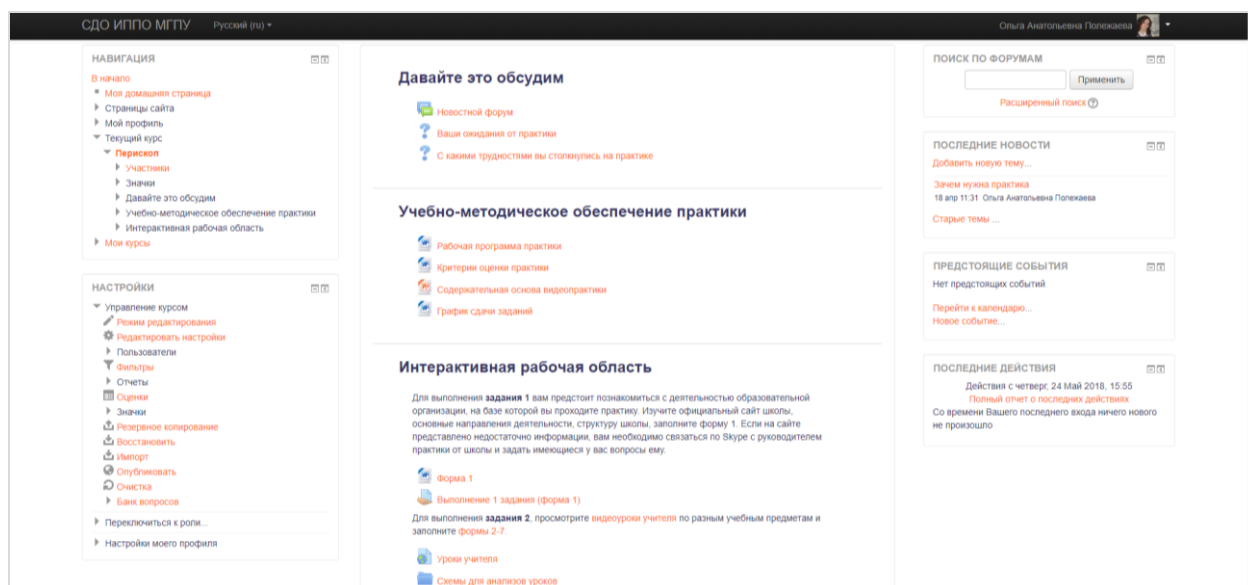 СДО ИППО МГПУ
Русский (ru)
Ольга Анатольевна Полежаева
НАВИГАЦИЯ
В начало
Моя домашняя страница
Страницы сайта
Мой профиль
Текущий курс
Перископ
Участники
Значки
Давайте это обсудим
Учебно-методическое обеспечение практики
Интерактивная рабочая область
Мои курсы
НАСТРОЙКИ
Управление курсом
Режим редактирования
Редактировать настройки
Пользователи
Фильтры
Отчеты
Оценки
Значки
Резервное копирование
Восстановить
Импорт
Опубликовать
Очистка
Банк вопросов
Переключиться к роли...
Настройки моего профиля
Давайте это обсудим
Новостной форум
Ваши ожидания от практики
С какими трудностями вы столкнулись на практике
Учебно-методическое обеспечение практики
Рабочая программа практики
Критерии оценки практики
Содержательная основа видеопрактики
График сдачи заданий
Интерактивная рабочая область
Для выполнения задания 1 вам предстоит познакомиться с деятельностью образовательной
организации, на базе которой вы проходите практику. Изучите официальный сайт школы,
основные направления деятельности, структуру школы, заполните форму 1. Если на сайте
представлено недостаточно информации, вам необходимо связаться по Skype с руководителем
практики от школы и задать имеющиеся у вас вопросы ему.
Форма 1
Выполнение 1 задания (форма 1)
Для выполнения задания 2, просмотрите видеоуроки учителя по разным учебным предметам и
заполните формы 2-7.
Уроки учителя
Схемы для анализов уроков
ПОИСК ПО ФОРУМАМ
Применить
Расширенный поиск
ПОСЛЕДНИЕ НОВОСТИ
Добавить новую тему...
Зачем нужна практика
18 апр 11:31 Ольга Анатольевна Полежаева
Старые темы ...
ПРЕДСТОЯЩИЕ СОБЫТИЯ
Нет предстоящих событий
Перейти к календарю...
Новое событие...
ПОСЛЕДНИЕ ДЕЙСТВИЯ
Действия с четверг, 24 Май 2018, 15:55
Полный отчет о последних действиях
Со времени Вашего последнего входа ничего нового
не произошло